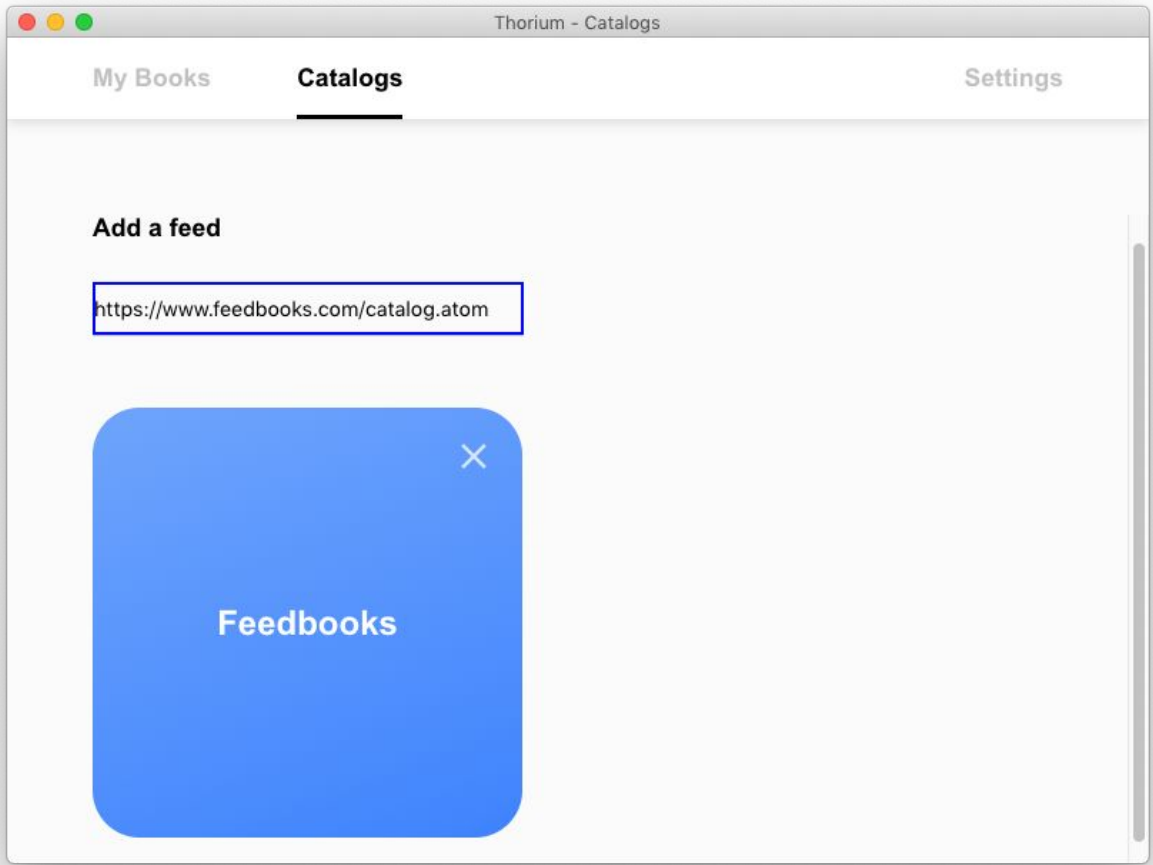 Thorium - Catalogs
My Books Catalogs Settings
Add a feed
https://www.feedbooks.com/catalog.atom
Feedbooks